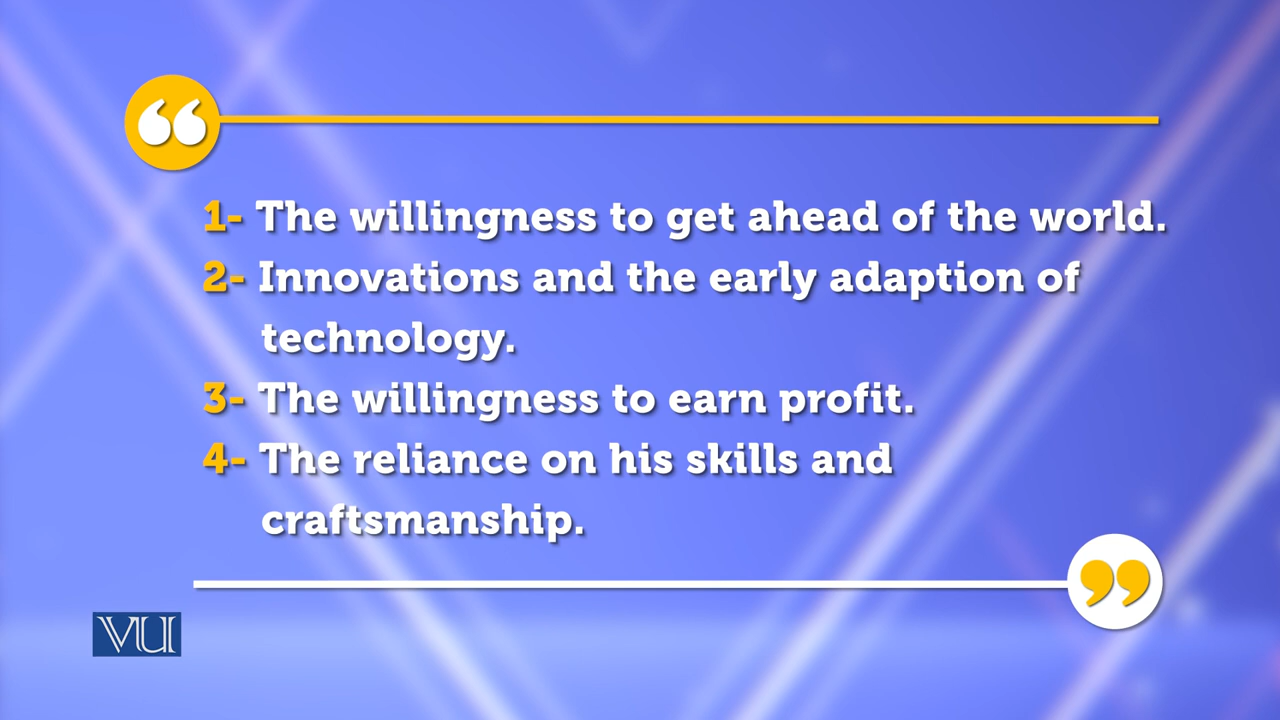 “
1- The willingness to get ahead of the world.
2- Innovations and the early adaption of
technology.
3- The willingness to earn profit.
4- The reliance on his skills and
craftsmanship.
”
VU